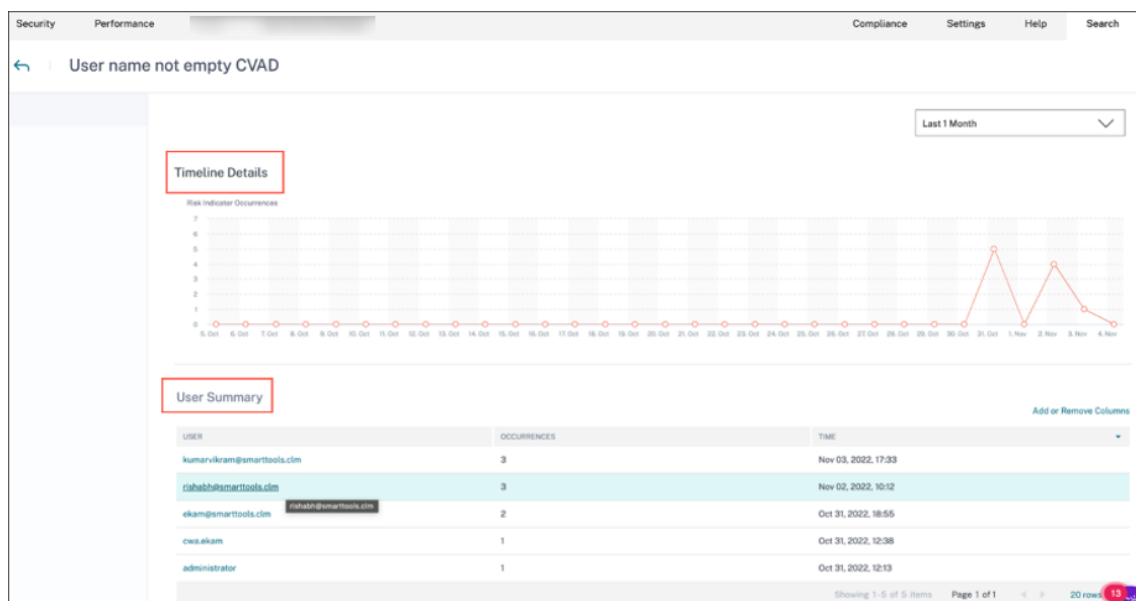 Security Performance Compliance Settings Help Search
User name not empty CVAD
Last 1 Month
Timeline Details
Risk Indicator Occurrences
7
6
5
4
3
2
1
0
5. Oct 6. Oct 7. Oct 8. Oct 9. Oct 10. Oct 11. Oct 12. Oct 13. Oct 14. Oct 15. Oct 16. Oct 17. Oct 18. Oct 19. Oct 20. Oct 21. Oct 22. Oct 23. Oct 24. Oct 25. Oct 26. Oct 27. Oct 28. Oct 29. Oct 30. Oct 31. Oct 1. Nov 2. Nov 3. Nov 4. Nov
User Summary
Add or Remove Columns
USER OCCURRENCES TIME
kumarvikram@smarttools.clm 3 Nov 03, 2022, 17:33
rishabh@smarttools.clm 3 Nov 02, 2022, 10:12
rishabh@smarttools.clm
ekam@smarttools.clm 2 Oct 31, 2022, 18:55
cwa.ekam 1 Oct 31, 2022, 12:38
administrator 1 Oct 31, 2022, 12:13
Showing 1-5 of 5 items Page 1 of 1 20 rows 13